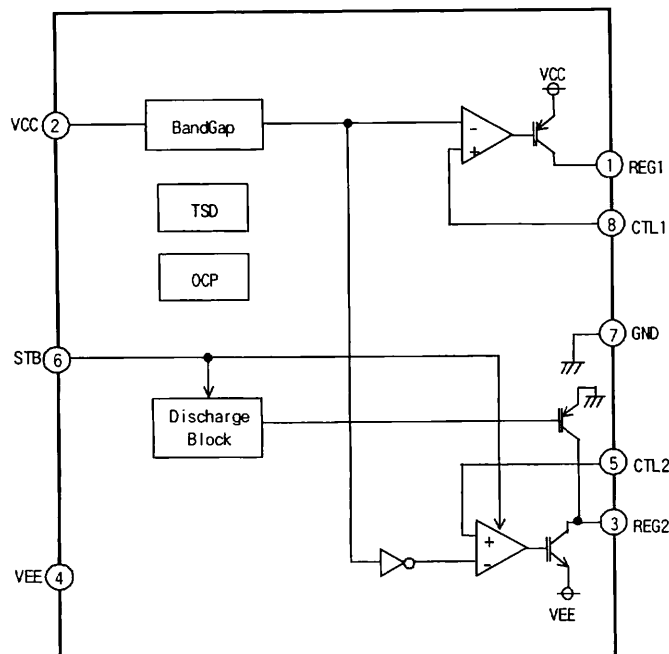 VCC
VCC 2 BandGap
- +
1 REG1
TSD
8 CTL1
OCP
7 GND
STB 6
Discharge
Block
5 CTL2
3 REG2
+ -
VEE 4
VEE